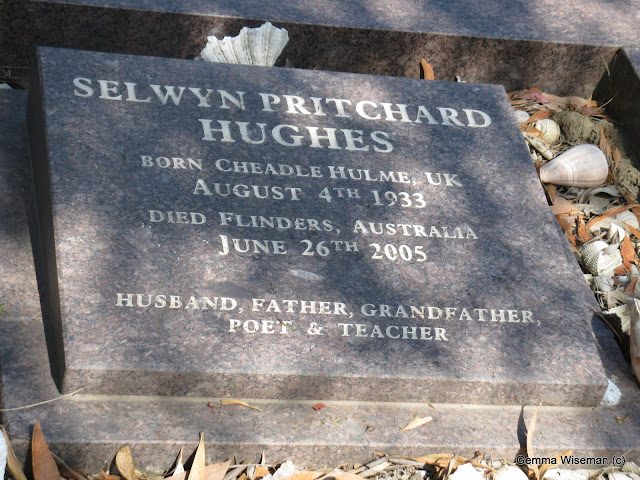 SELWYN PRITCHARD
HUGHES
BORN CHEADLE HULME, UK
AUGUST 4TH 1933
DIED FLINDERS, AUSTRALIA
JUNE 26TH 2005
HUSBAND, FATHER, GRANDFATHER,
POET & TEACHER
Gemma Wiseman (c)